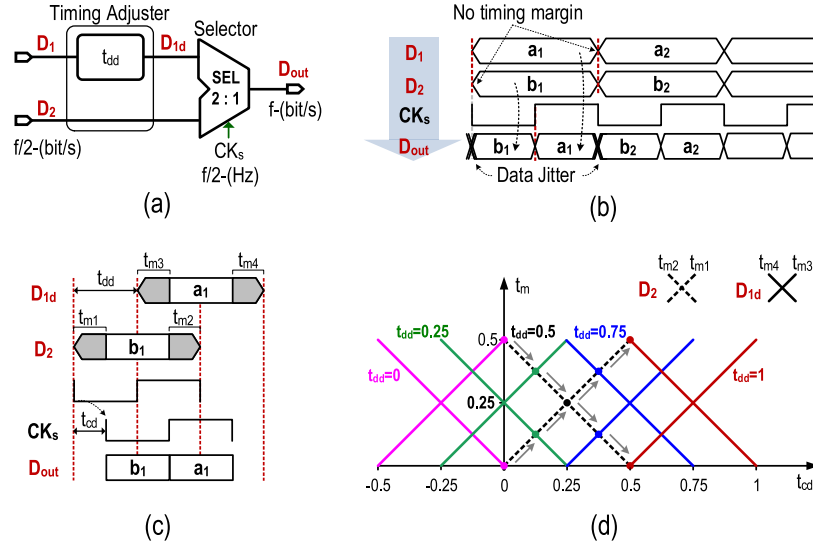 Timing Adjuster
Selector
D1
tdd
D1d
SEL
2 : 1
Dout
f-(bit/s)
D2
f/2-(bit/s)
CKs
f/2-(Hz)
(a)
No timing margin
D1
a1
a2
D2
b1
b2
CKs
Dout
b1
a1
b2
a2
Data Jitter
(b)
tm3
tm4
tdd
D1d
a1
tm1
tm2
D2
b1
tcd
CKs
Dout
b1
a1
(c)
tm2 tm1
D2
tm4 tm3
D1d
tm
tdd=0
tdd=0.25
0.5
tdd=0.5
tdd=0.75
tdd=1
0.25
-0.5 -0.25 0 0.25 0.5 0.75 1 tcd
(d)